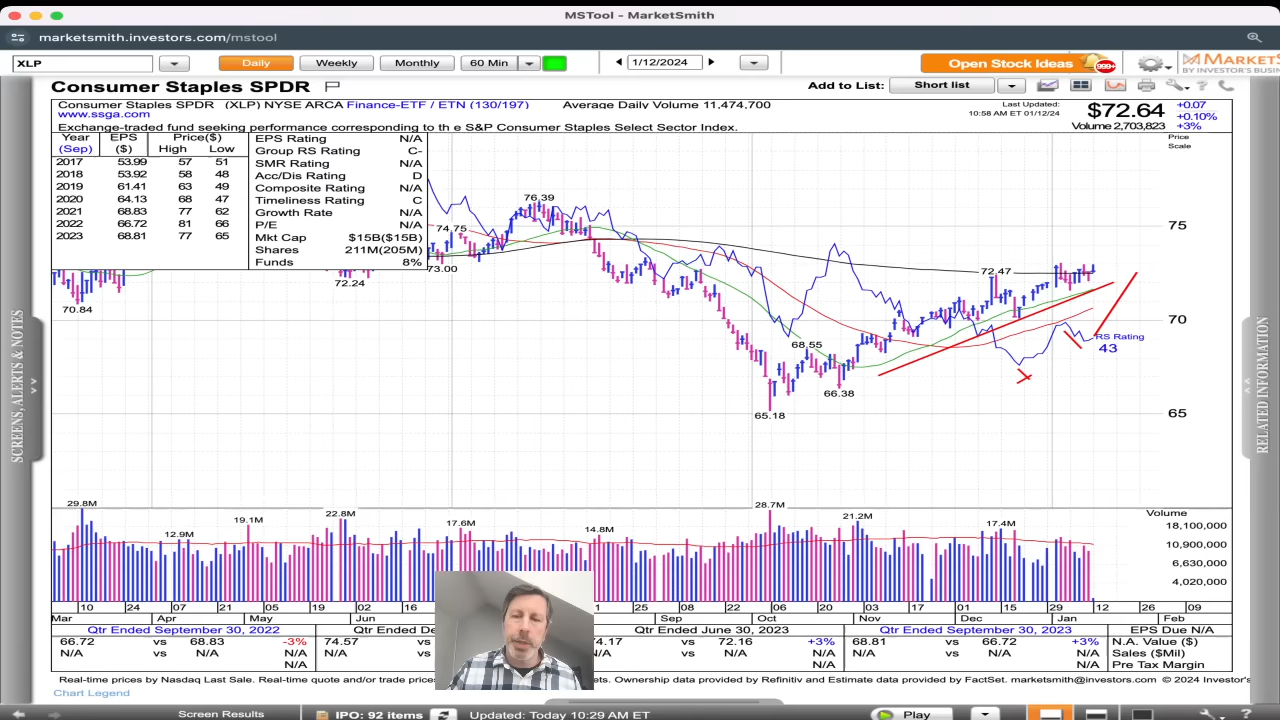 MSTool - MarketSmith
marketsmith.investors.com/mstool
XLP Daily Weekly Monthly 60 Min 1/12/2024 Open Stock Ideas 999+ MARKETS
BY INVESTOR'S BUSIN
Consumer Staples SPDR Add to List: Short list
Consumer Staples SPDR (XLP) NYSE ARCA Finance-ETF / ETN (130/197) Average Daily Volume 11,474,700
www.ssga.com
Last Updated:
10:58 AM ET 01/12/24
$72.64 +0.07
+0.10%
Volume 2,703,823 +3%
Exchange-traded fund seeking performance corresponding to th e S&P Consumer Staples Select Sector Index.
Price
Scale
Year EPS Price($)
(Sep) ($) High Low
2017 53.99 57 51
2018 53.92 58 48
2019 61.41 63 49
2020 64.13 68 47
2021 68.83 77 62
2022 66.72 81 66
2023 68.81 77 65
EPS Rating N/A
Group RS Rating C-
SMR Rating N/A
Acc/Dis Rating D
Composite Rating N/A
Timeliness Rating C
Growth Rate N/A
P/E N/A
Mkt Cap $15B($15B)
Shares 211M(205M)
Funds 8%
76.39
74.75
75
73.00
72.47
72.24
70.84
70
RS Rating
43
68.55
66.38
65.18
65
SCREENS, ALERTS & NOTES
RELATED INFORMATION
29.8M 12.9M 19.1M 22.8M 17.6M 14.8M 28.7M 21.2M 17.4M
Volume
18,100,000
10,900,000
6,630,000
4,020,000
10 24 07 21 05 19 02 16 11 25 08 22 06 20 03 17 01 15 29 12 26 09
Mar Apr May Jun Sep Oct Nov Dec Jan Feb
Qtr Ended September 30, 2022 Qtr Ended De Qtr Ended June 30, 2023 Qtr Ended September 30, 2023 EPS Due N/A
66.72 vs 68.83 -3% 74.57 vs 74.17 vs 72.16 +3% 68.81 vs 66.72 +3% N.A. Value ($)
N/A vs N/A N/A N/A vs N/A vs N/A N/A N/A vs N/A N/A Sales ($Mil)
N/A N/A N/A Pre Tax Margin
Real-time prices by Nasdaq Last Sale. Real-time quote and/or trade prices ts. Ownership data provided by Refinitiv and Estimate data provided by FactSet. marketsmith@investors.com © 2024 Investor's
Chart Legend
Screen Results IPO: 92 items Updated: Today 10:29 AM ET Play